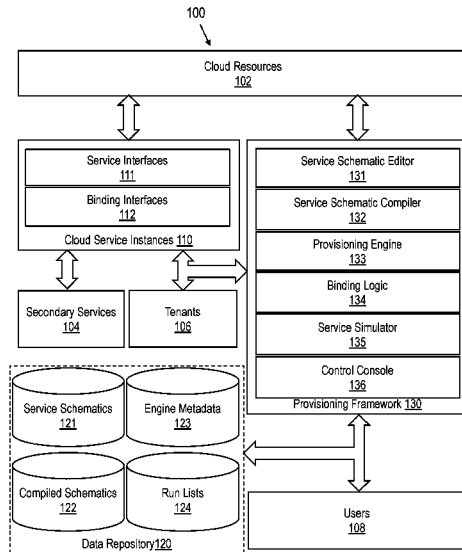 100
Cloud Resources
102
Service Interfaces
111
Binding Interfaces
112
Cloud Service Instances 110
Secondary Services
104
Tenants
106
Service Schematic Editor
131
Service Schematic Compiler
132
Provisioning Engine
133
Binding Logic
134
Service Simulator
135
Control Console
136
Provisioning Framework 130
Service Schematics
121
Engine Metadata
123
Compiled Schematics
122
Run Lists
124
Data Repository120
Users
108